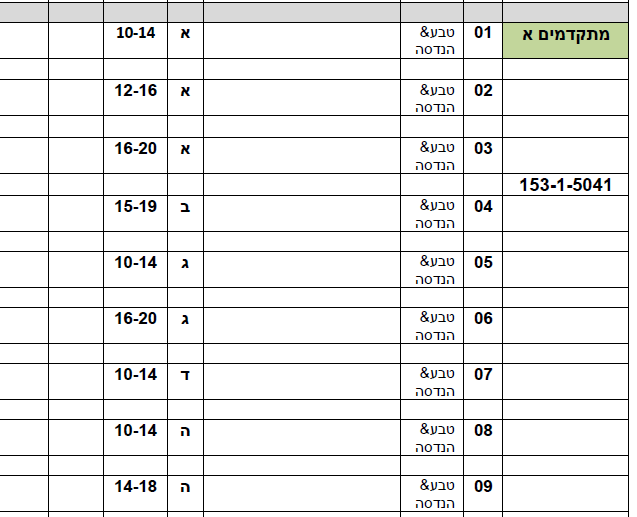 מתקדמים א 01 טבע& הנדסה א 10-14
02 טבע& הנדסה א 12-16
03 טבע& הנדסה א 16-20
153-1-5041
04 טבע& הנדסה ב 15-19
05 טבע& הנדסה ג 10-14
06 טבע& הנדסה ג 16-20
07 טבע& הנדסה ד 10-14
08 טבע& הנדסה ה 10-14
09 טבע& הנדסה ה 14-18